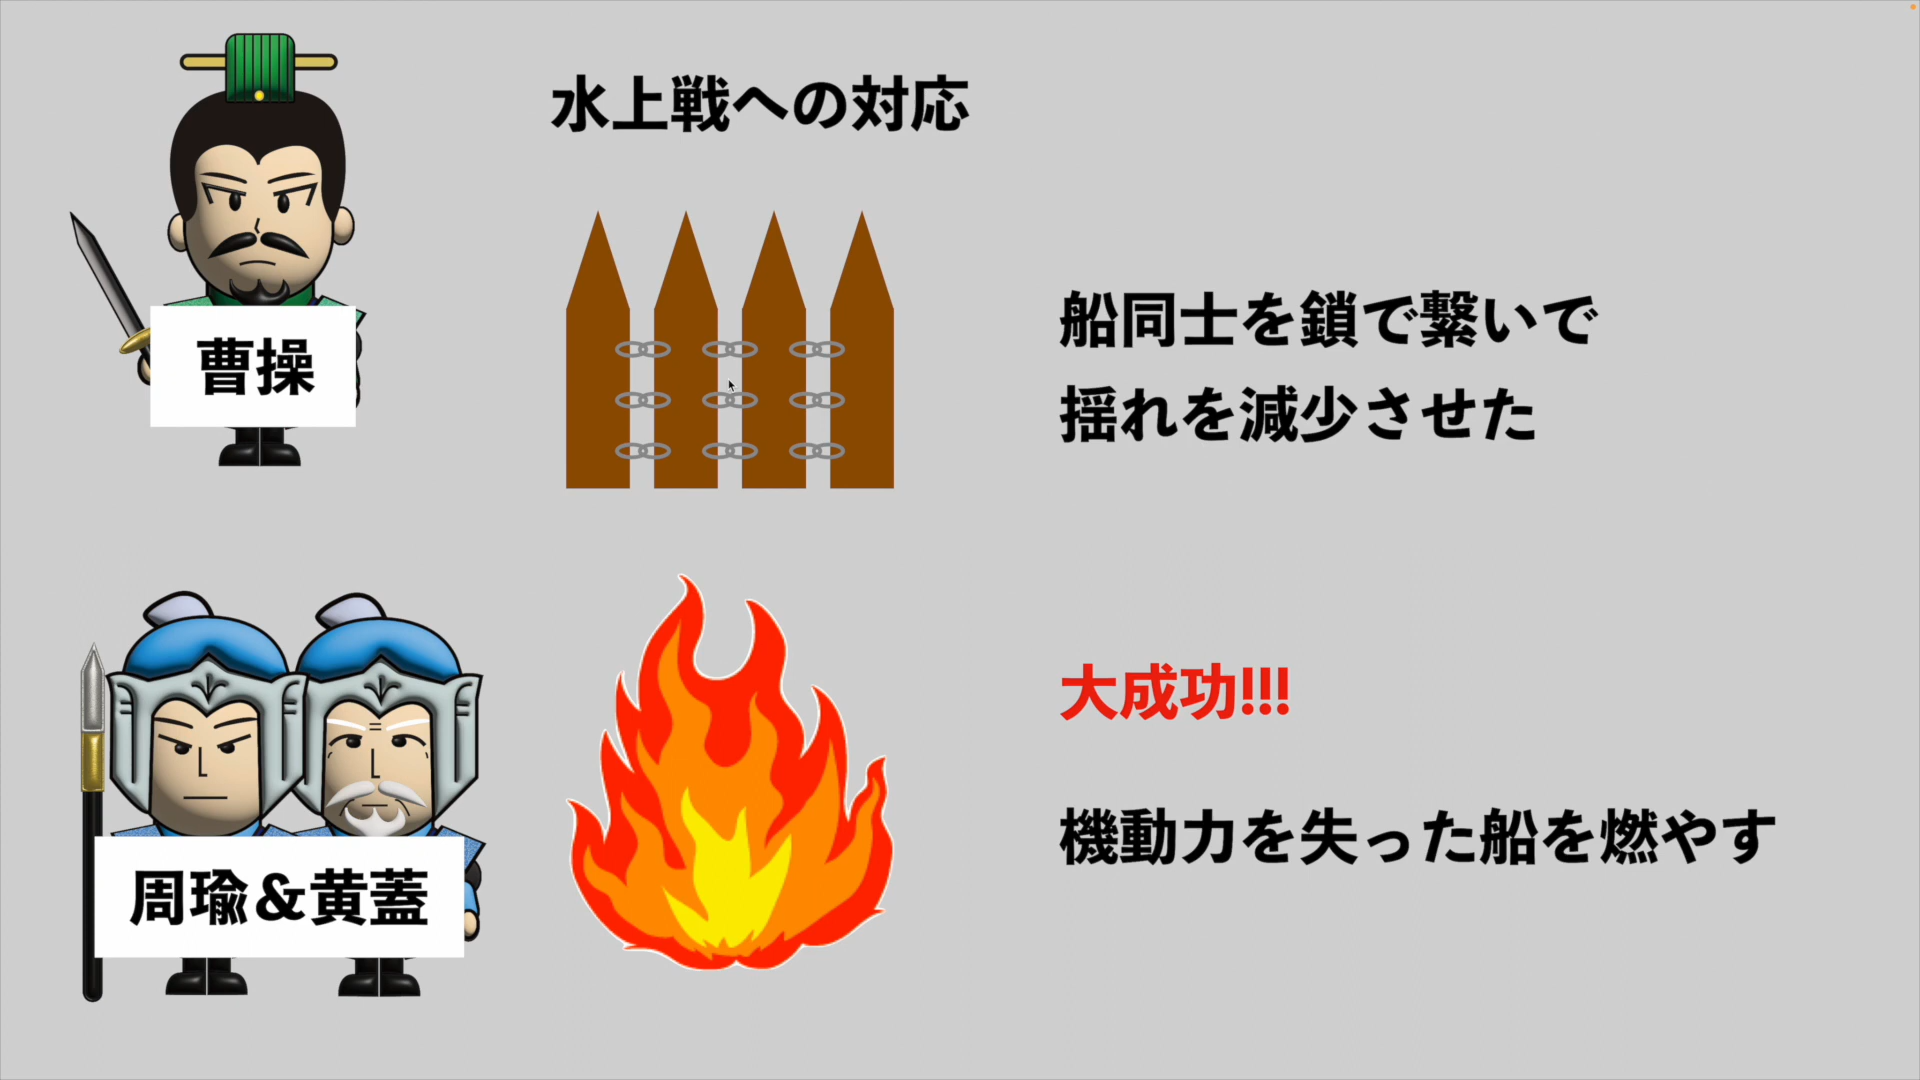 水上戦への対応
曹操
船同士を鎖で繋いで
揺れを減少させた
大成功!!!
機動力を失った船を燃やす
周瑜&黄蓋